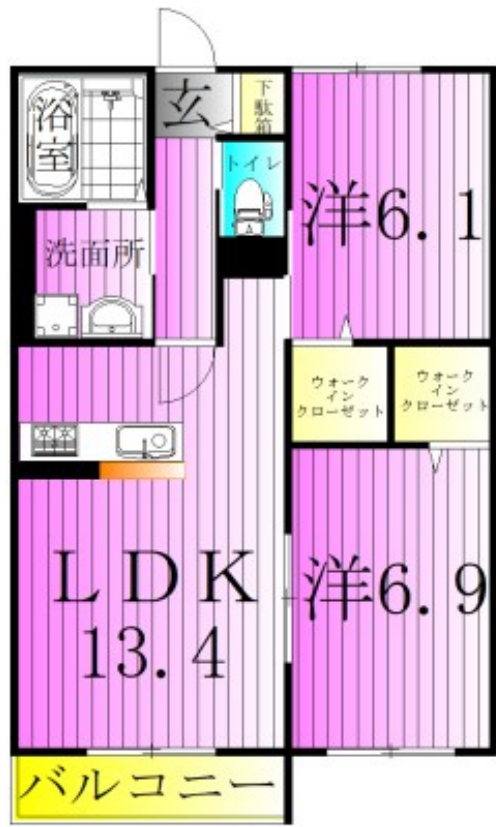 浴室
玄
下駄箱
トイレ
洋6.1
洗面所
ウォーク
イン
クローゼット
ウォーク
イン
クローゼット
LDK
13.4
洋6.9
バルコニー